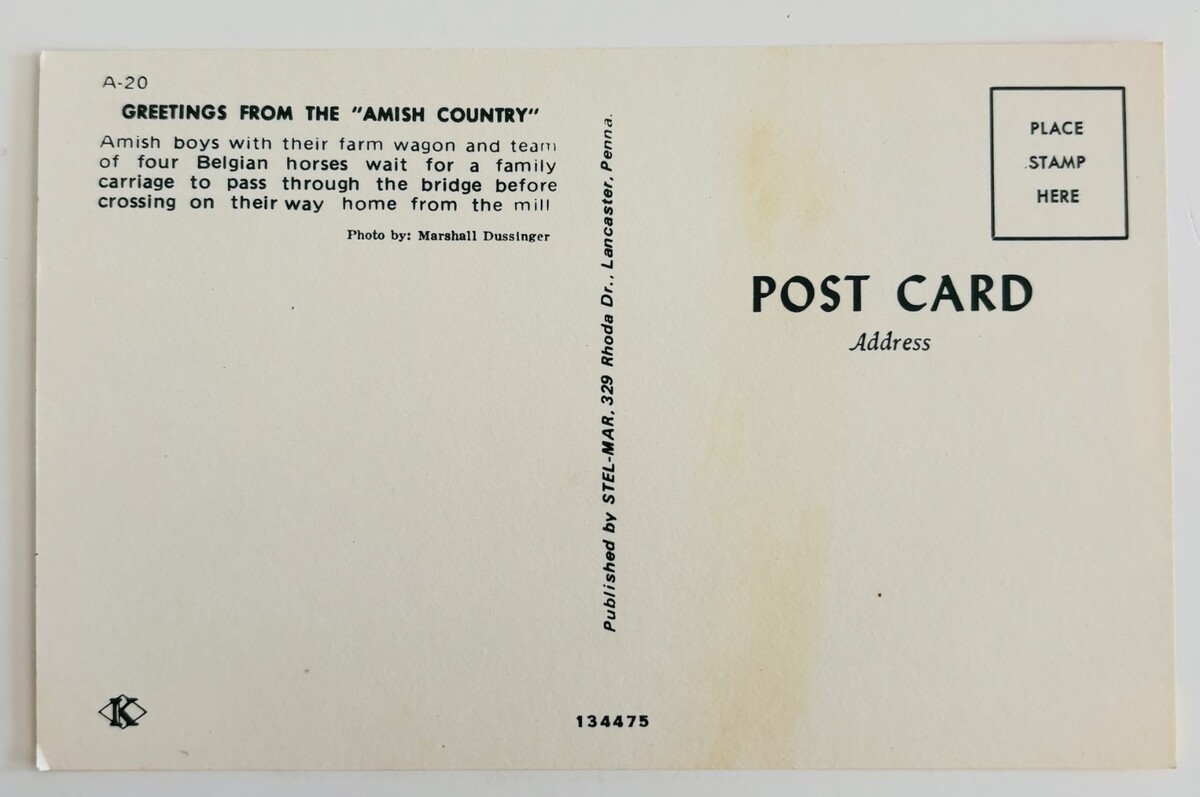 A-20
GREETINGS FROM THE "AMISH COUNTRY"
Amish boys with their farm wagon and team
of four Belgian horses wait for a family
carriage to pass through the bridge before
crossing on their way home from the mill
Photo by: Marshall Dussinger
Published by STEL-MAR, 329 Rhoda Dr., Lancaster, Penna.
PLACE
STAMP
HERE
POST CARD
Address
K
134475